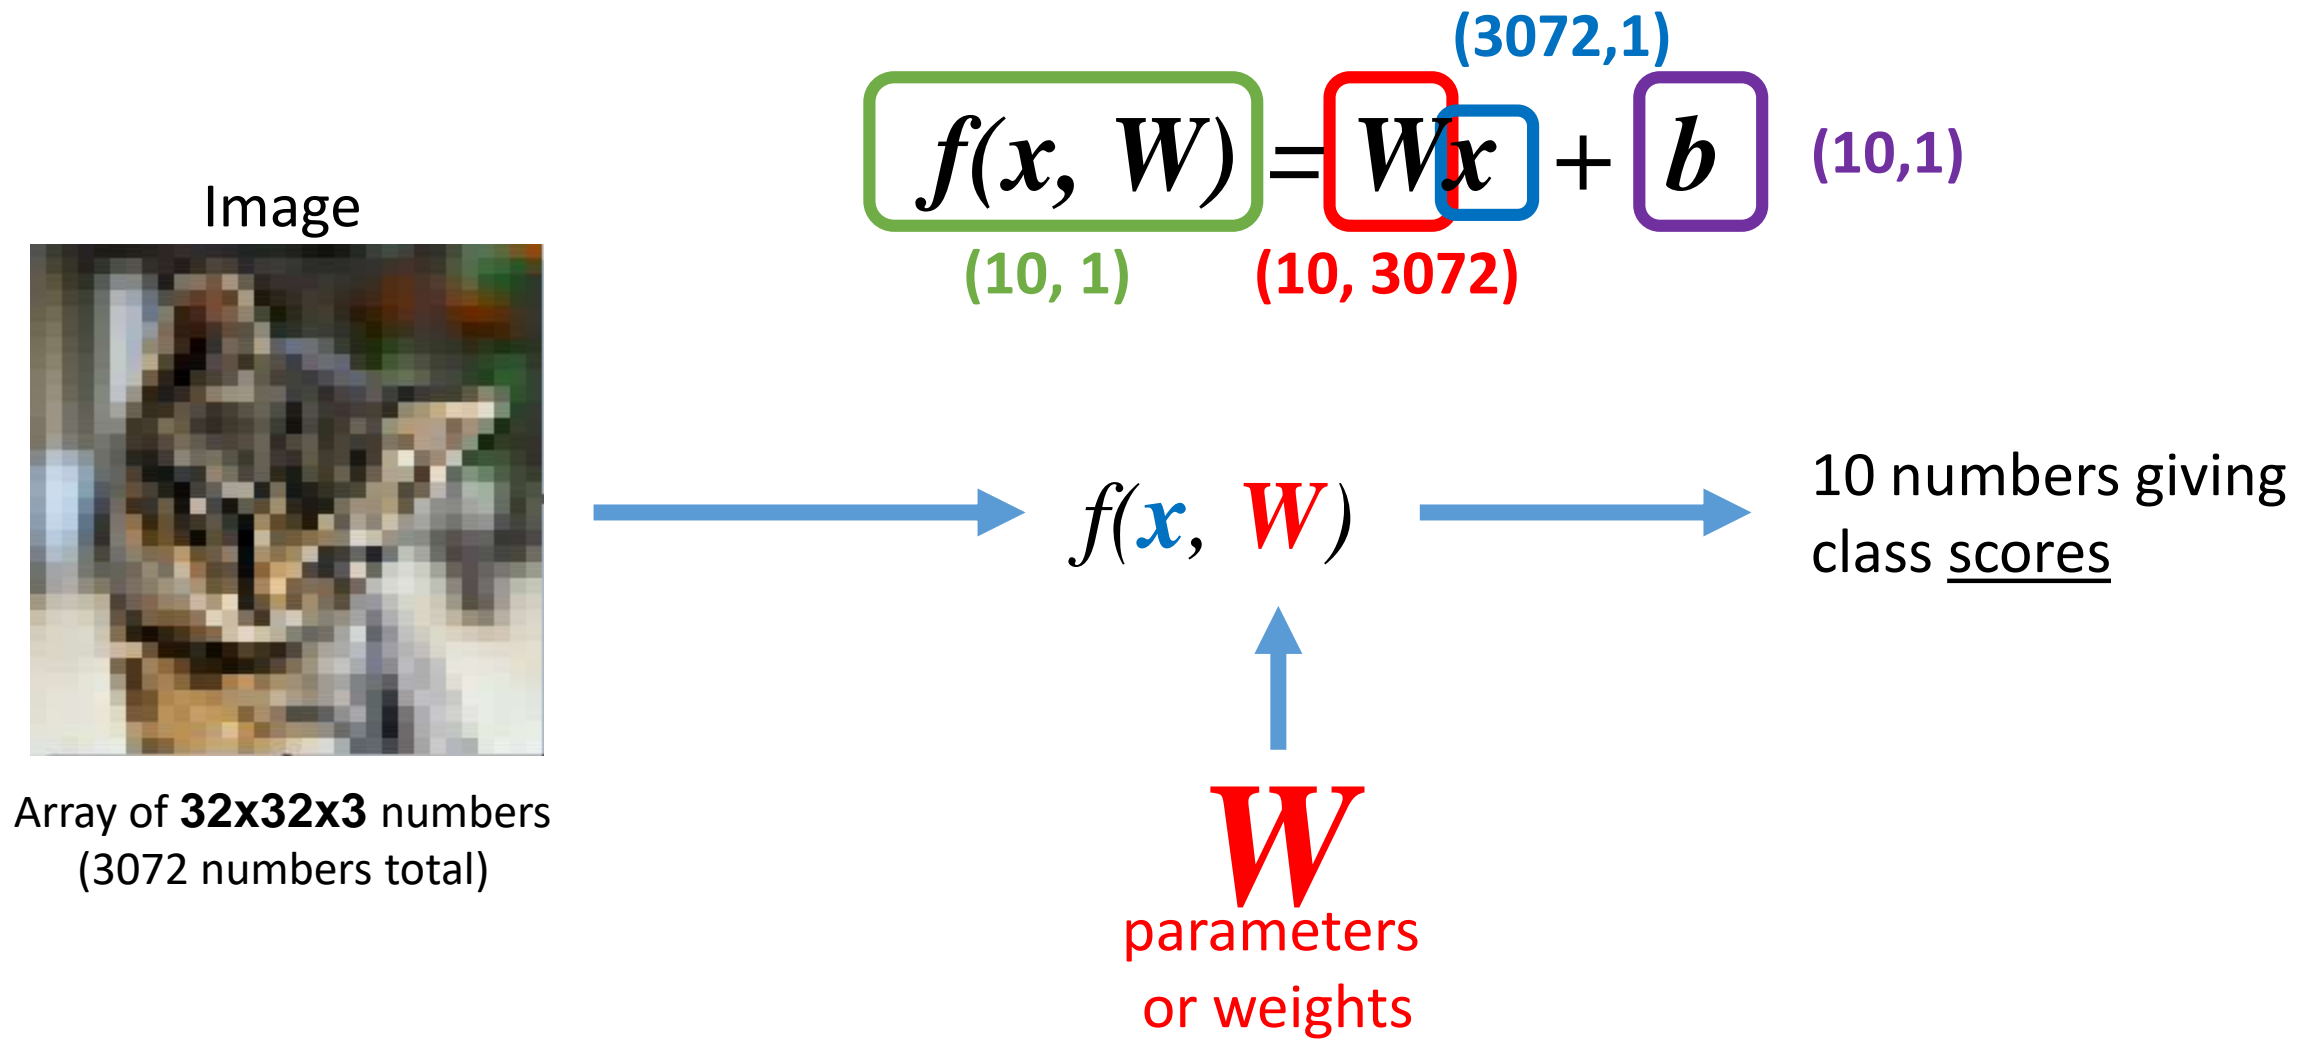 (3072,1)
f(x, W) = Wx + b (10,1)
(10, 1) (10, 3072)
Image
f(x, W)
10 numbers giving
class scores
Array of 32x32x3 numbers
(3072 numbers total)
W
parameters
or weights